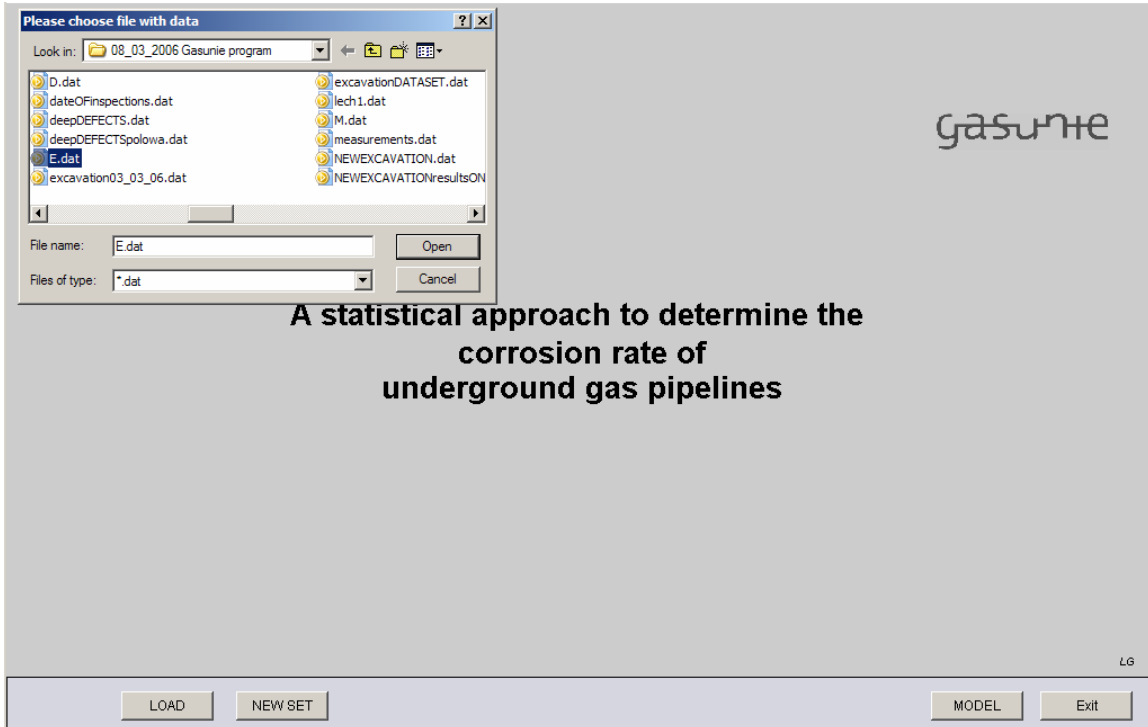 Please choose file with data
Look in: 08_03_2006 Gasunie program
D.dat
dateOFinspections.dat
deepDEFECTS.dat
deepDEFECTSpolowa.dat
E.dat
excavation03_03_06.dat
excavationDATASET.dat
lech1.dat
M.dat
measurements.dat
NEWEXCAVATION.dat
NEWEXCAVATIONresultsON
File name: E.dat Open
Files of type: *.dat Cancel
gasunie
A statistical approach to determine the
corrosion rate of
underground gas pipelines
LG
LOAD NEW SET MODEL Exit